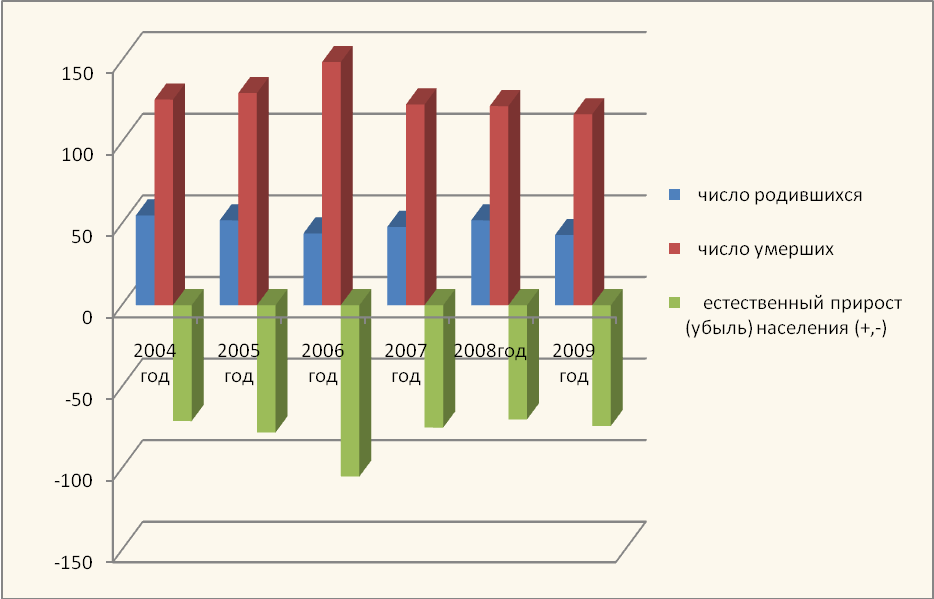 150
100
50
0
-50
-100
-150
2004
год
2005
год
2006
год
2007
год
2008год
2009
год
число родившихся
число умерших
естественный прирост
(убыль) населения (+,-)